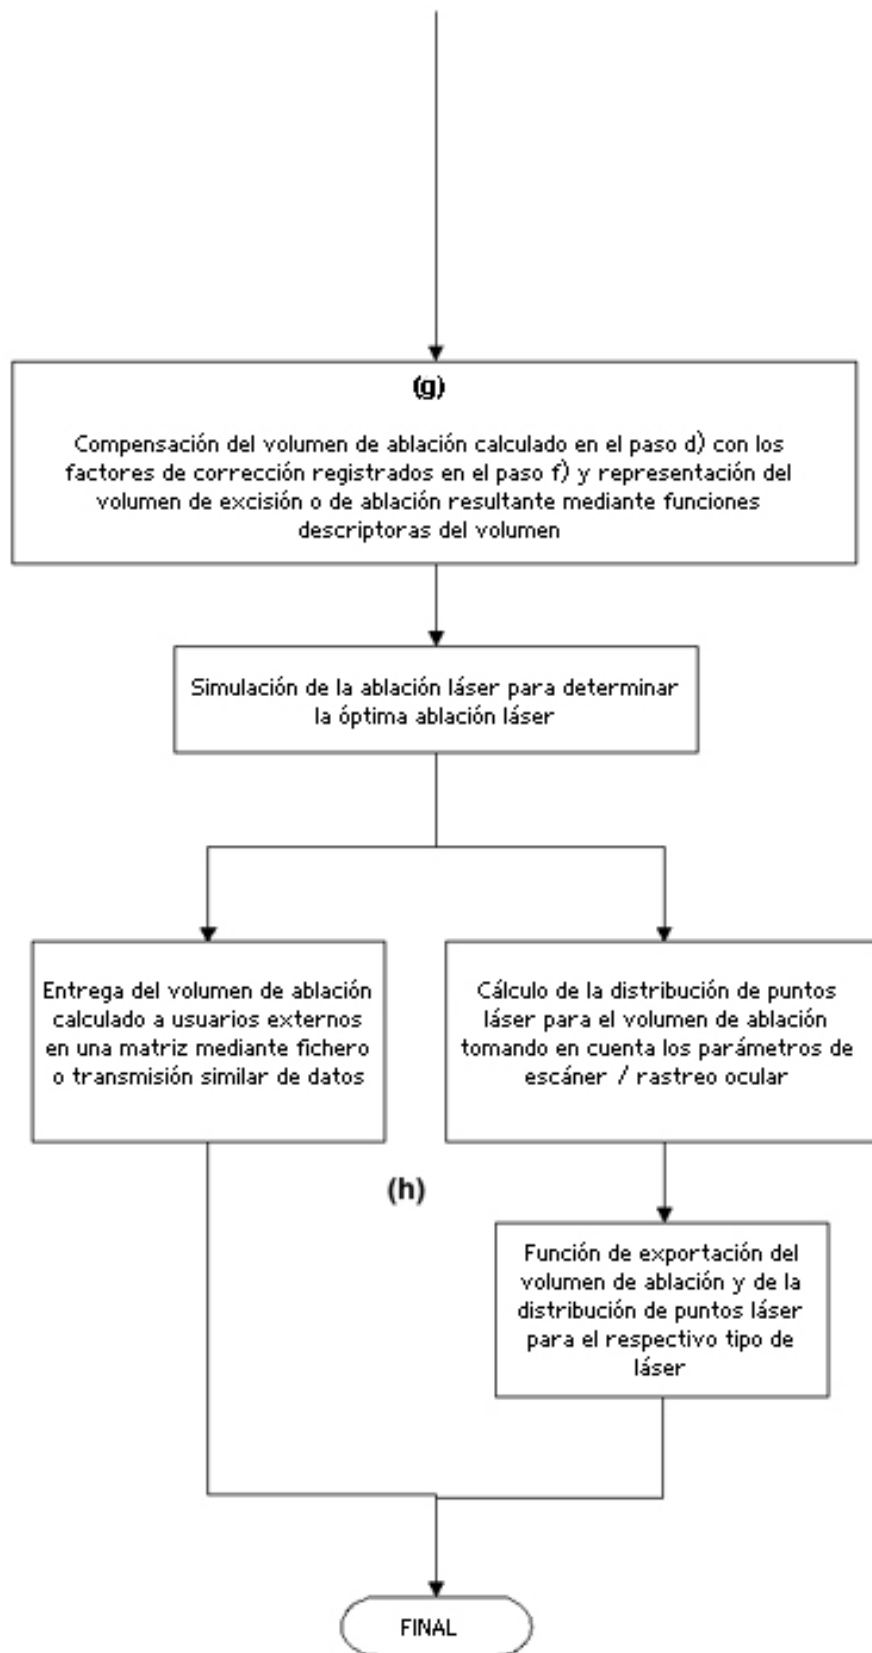 (g)
Compensación del volumen de ablación calculado en el paso d) con los
factores de corrección registrados en el paso f) y representación del
volumen de excisión o de ablación resultante mediante funciones
descriptoras del volumen
Simulación de la ablación láser para determinar
la óptima ablación láser
Entrega del volumen de ablación
calculado a usuarios externos
en una matriz mediante fichero
o transmisión similar de datos
Cálculo de la distribución de puntos
láser para el volumen de ablación
tomando en cuenta los parámetros de
escáner / rastreo ocular
(h)
Función de exportación del
volumen de ablación y de la
distribución de puntos láser
para el respectivo tipo de
láser
FINAL